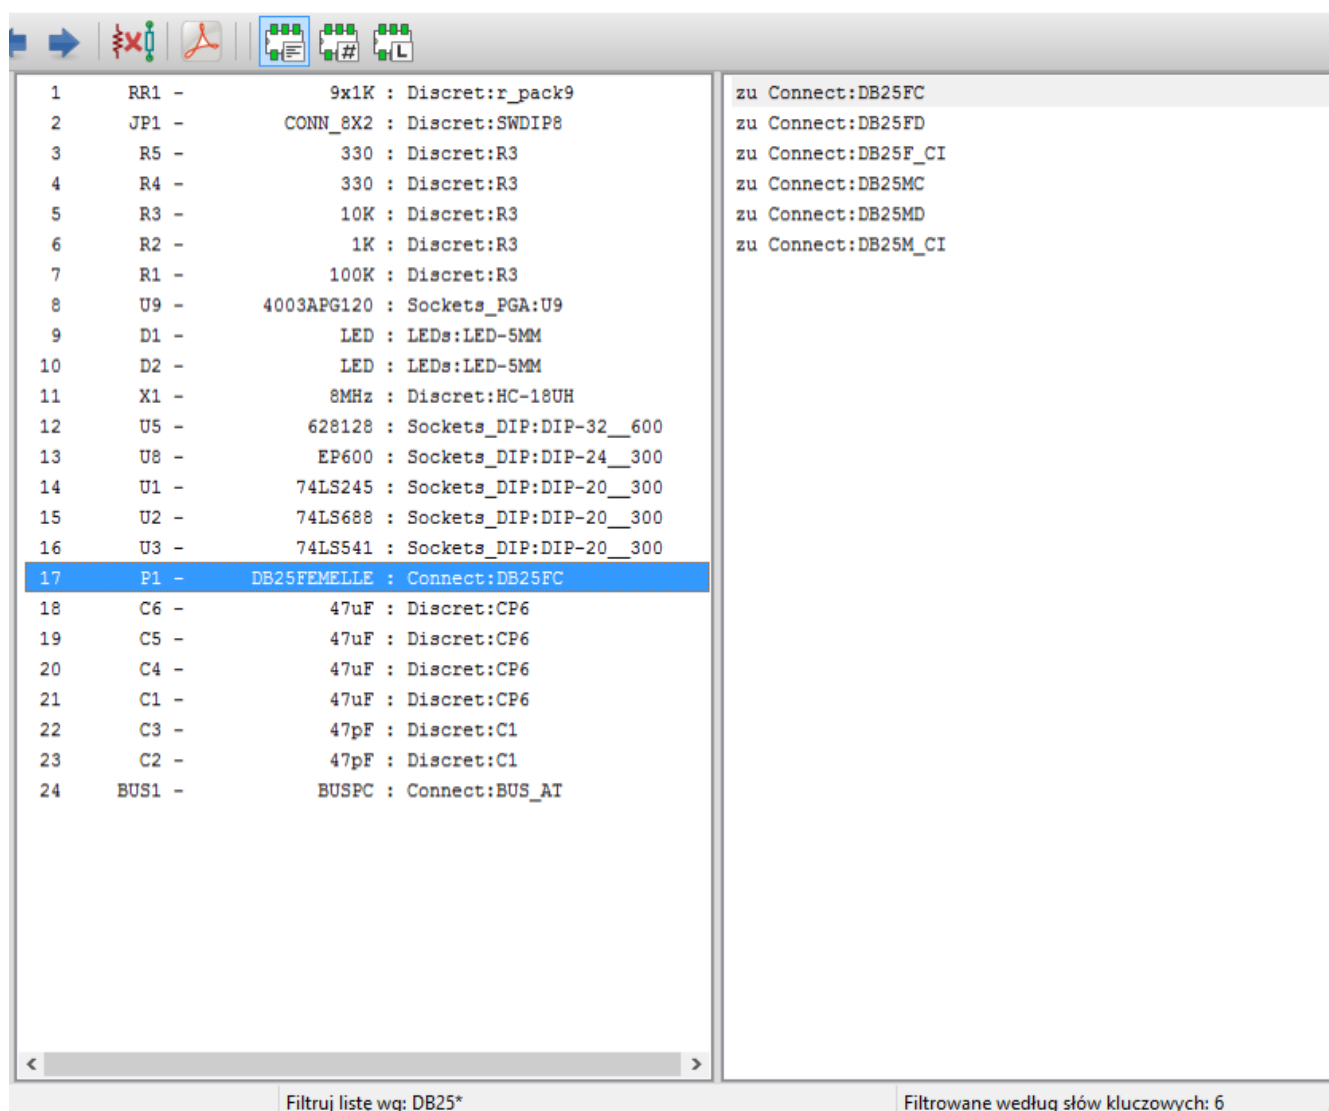 # L
1 RR1 - 9x1K : Discret:r_pack9
2 JP1 - CONN_8X2 : Discret:SWDIP8
3 R5 - 330 : Discret:R3
4 R4 - 330 : Discret:R3
5 R3 - 10K : Discret:R3
6 R2 - 1K : Discret:R3
7 R1 - 100K : Discret:R3
8 U9 - 4003APG120 : Sockets_PGA:U9
9 D1 - LED : LEDs:LED-5MM
10 D2 - LED : LEDs:LED-5MM
11 X1 - 8MHz : Discret:HC-18UH
12 U5 - 628128 : Sockets_DIP:DIP-32__600
13 U8 - EP600 : Sockets_DIP:DIP-24__300
14 U1 - 74LS245 : Sockets_DIP:DIP-20__300
15 U2 - 74LS688 : Sockets_DIP:DIP-20__300
16 U3 - 74LS541 : Sockets_DIP:DIP-20__300
17 P1 - DB25FEMELLE : Connect:DB25FC
18 C6 - 47uF : Discret:CP6
19 C5 - 47uF : Discret:CP6
20 C4 - 47uF : Discret:CP6
21 C1 - 47uF : Discret:CP6
22 C3 - 47pF : Discret:C1
23 C2 - 47pF : Discret:C1
24 BUS1 - BUSPC : Connect:BUS_AT
zu Connect:DB25FC
zu Connect:DB25FD
zu Connect:DB25F_CI
zu Connect:DB25MC
zu Connect:DB25MD
zu Connect:DB25M_CI
Filtruj listę wg: DB25*
Filtrowane według słów kluczowych: 6